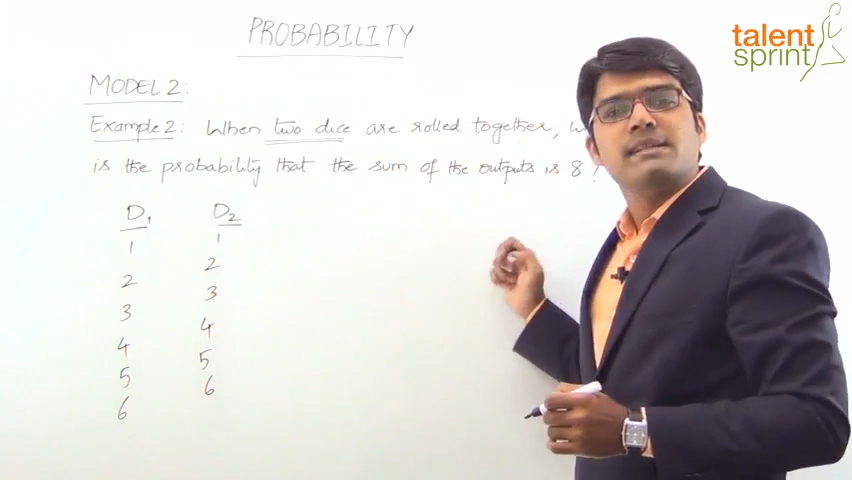 PROBABILITY
talent
sprint
MODEL 2:
Example 2: When two dice are rolled together,
is the probability that the sum of the outputs is 8?
D1 D2
1 1
2 2
3 3
4 4
5 5
6 6